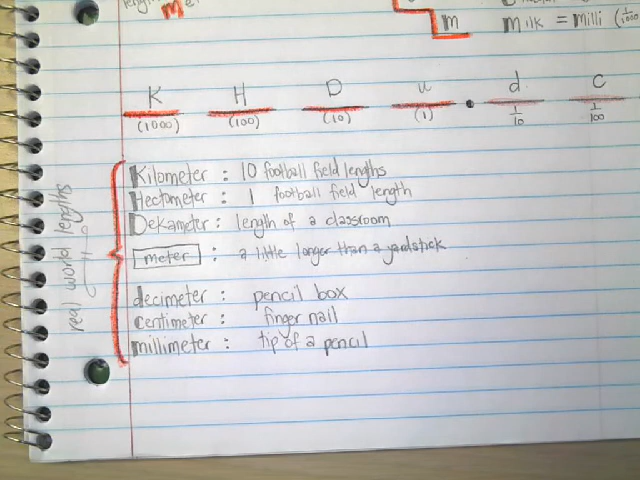 me
m
Milk = Milli (1/1000
K H D u . d C
(1000) (100) (10) (1) 1/10 1/100
Kilometer : 10 football field lengths
Hectometer : 1 football field length
Dekameter : length of a classroom
meter : a little longer than a yardstick
decimeter : pencil box
centimeter : finger nail
millimeter : tip of a pencil
real world lengths